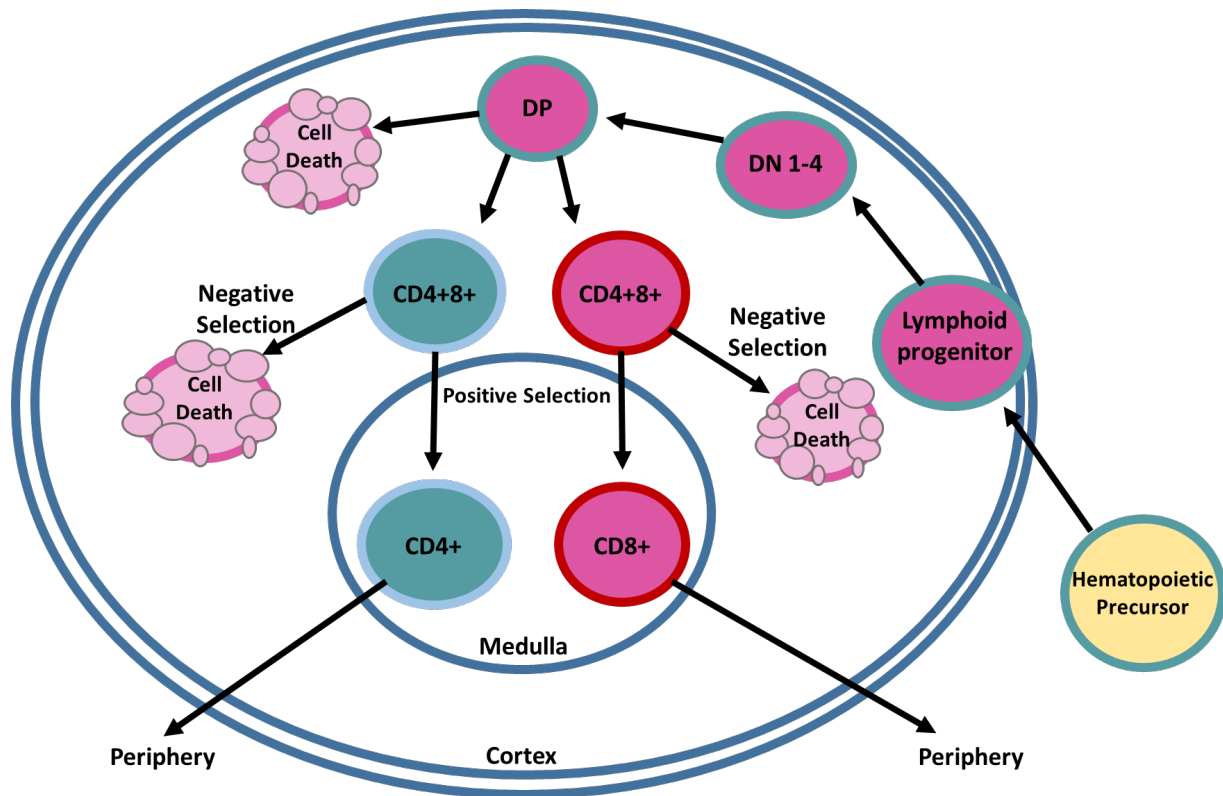 DP
Cell
Death
DN 1-4
CD4+8+
CD4+8+
Negative
Selection
Negative
Selection
Lymphoid
progenitor
Cell
Death
Positive Selection
Cell
Death
CD4+
CD8+
Hematopoietic
Precursor
Medulla
Periphery
Cortex
Periphery